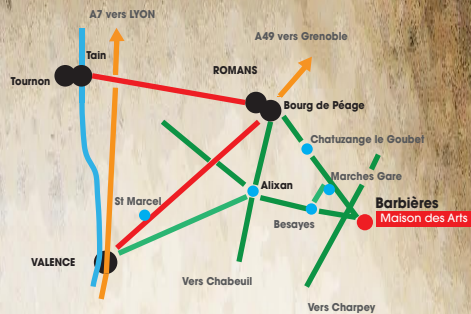 A7 vers LYON
A49 vers Grenoble
Tain
ROMANS
Tournon
Bourg de Péage
Chatuzange le Goubet
Marches Gare
Alixan
St Marcel
Barbières
Maison des Arts
Besayes
VALENCE
Vers Chabeuil
Vers Charpey